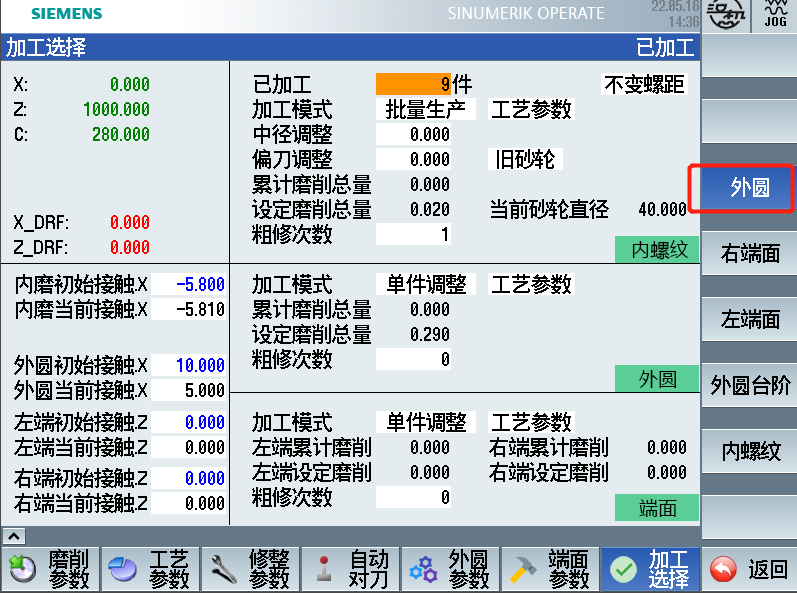 SIEMENS
SINUMERIK OPERATE
22.05.16
14:36
JOG
加工选择
已加工
X: 0.000
Z: 1000.000
C: 280.000
X_DRF: 0.000
Z_DRF: 0.000
已加工 9件 不变螺距
加工模式 批量生产 工艺参数
中径调整 0.000
偏刀调整 0.000 旧砂轮
累计磨削总量 0.000
设定磨削总量 0.020 当前砂轮直径 40.000
粗修次数 1
内螺纹
内磨初始接触.X -5.800
内磨当前接触.X -5.810
外圆初始接触.X 10.000
外圆当前接触.X 5.000
左端初始接触.Z 0.000
左端当前接触.Z 0.000
右端初始接触.Z 0.000
右端当前接触.Z 0.000
加工模式 单件调整 工艺参数
累计磨削总量 0.000
设定磨削总量 0.290
粗修次数 0
外圆
加工模式 单件调整 工艺参数
左端累计磨削 0.000 右端累计磨削 0.000
左端设定磨削 0.000 右端设定磨削 0.000
粗修次数 0
端面
外圆
右端面
左端面
外圆台阶
内螺纹
磨削
参数
工艺
参数
修整
参数
自动
对刀
外圆
参数
端面
参数
加工
选择
返回